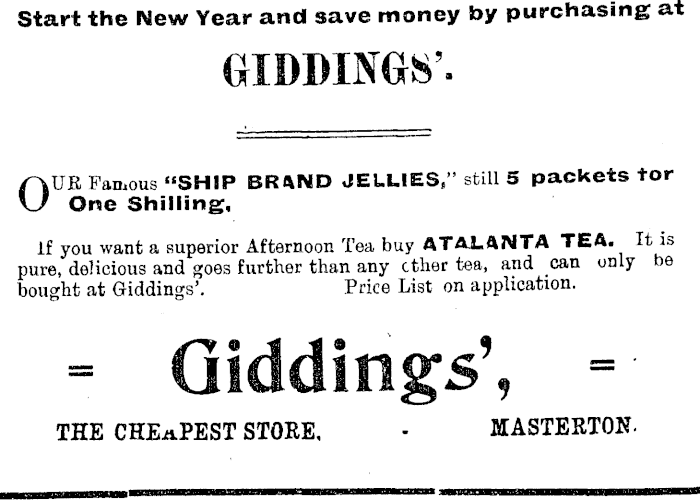 Start the New Year and save money by purchasing at
GIDDINGS'.
OUR Famous "SHIP BRAND JELLIES," still 5 packets for
One Shilling.
If you want a superior Afternoon Tea buy ATALANTA TEA. It is
pure, delicious and goes further than any other tea, and can only be
bought at Giddings'. Price List on application.
= Giddings', =
THE CHEAPEST STORE, - MASTERTON.